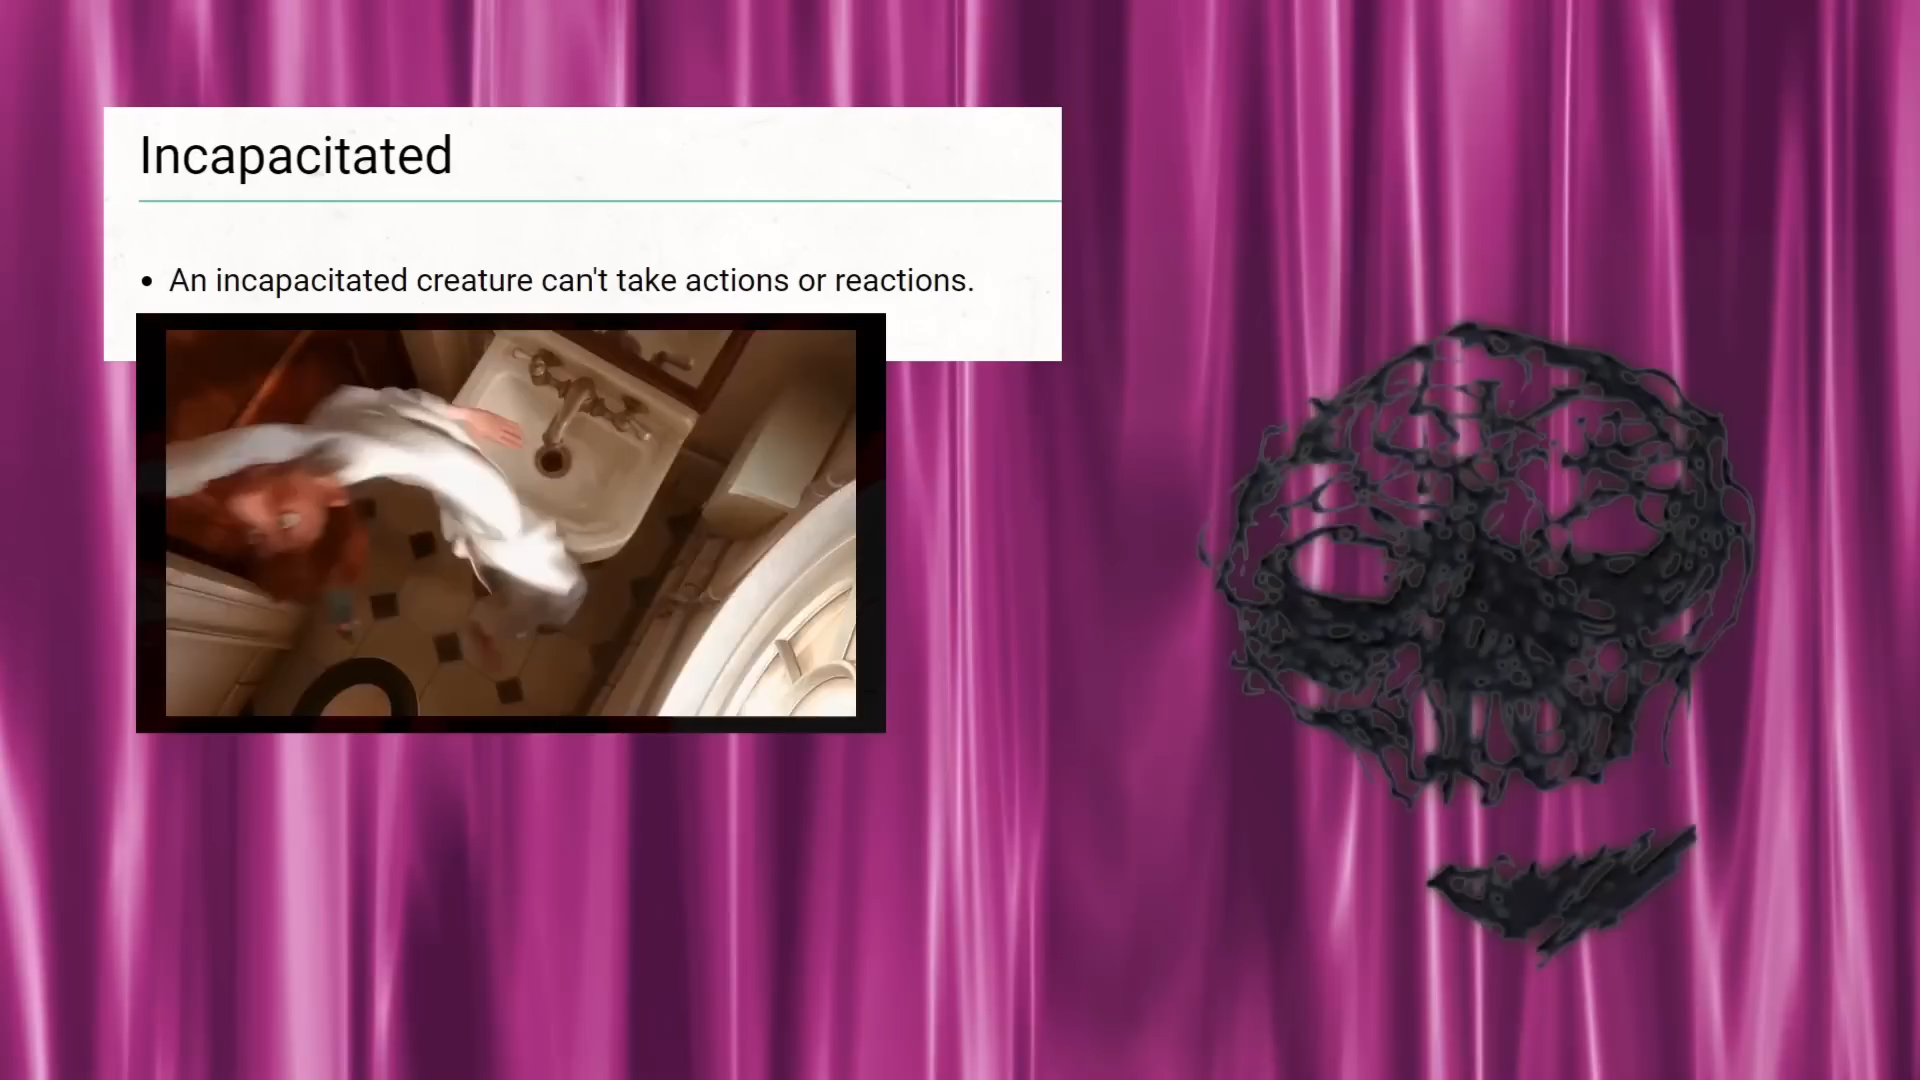 Incapacitated
• An incapacitated creature can't take actions or reactions.